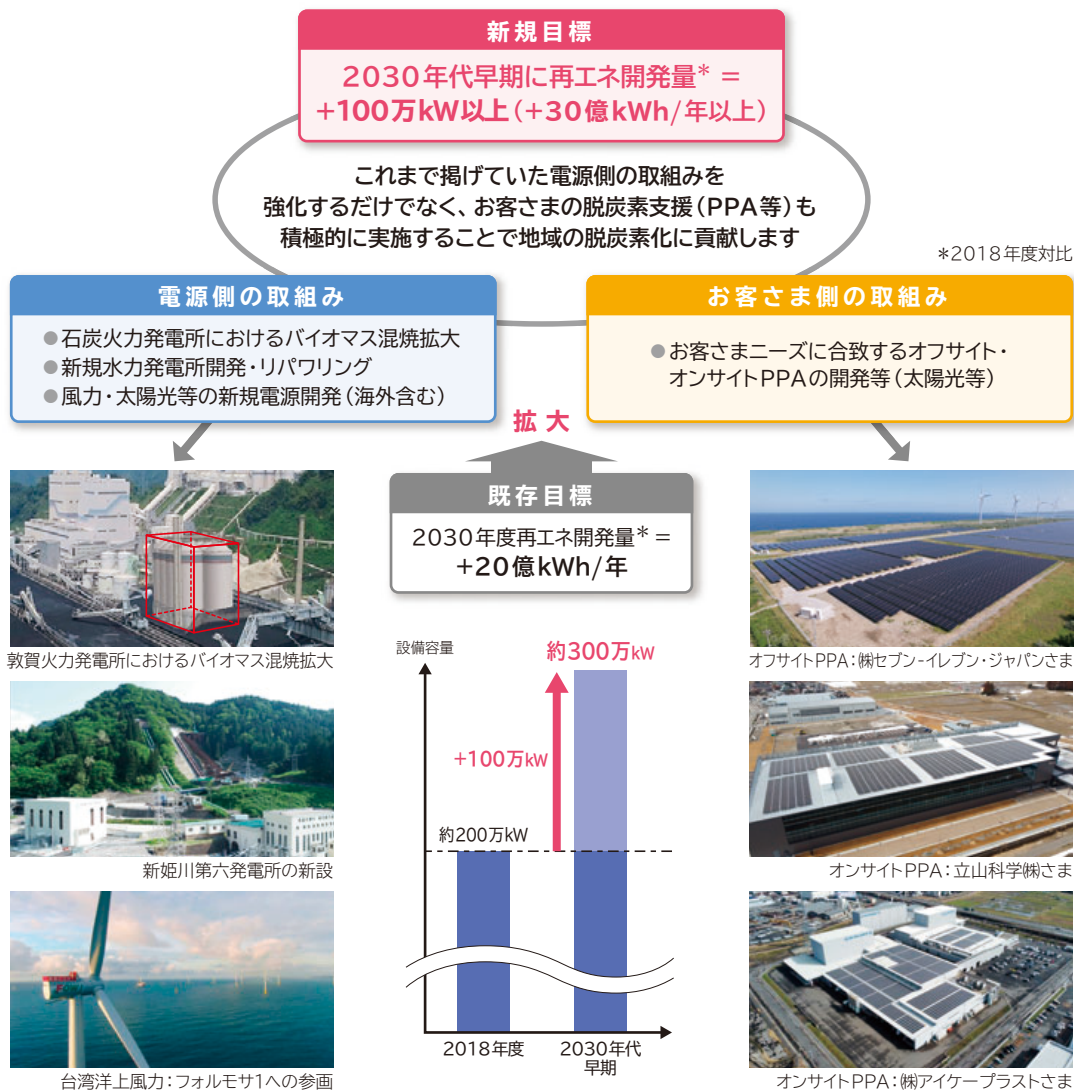 新規目標
2030年代早期に再エネ開発量* =
+100万kW以上(+30億kWh/年以上)
これまで掲げていた電源側の取組みを
強化するだけでなく、お客さまの脱炭素支援(PPA等)も
積極的に実施することで地域の脱炭素化に貢献します
*2018年度対比
電源側の取組み
●石炭火力発電所におけるバイオマス混焼拡大
●新規水力発電所開発・リパワリング
●風力・太陽光等の新規電源開発(海外含む)
お客さま側の取組み
●お客さまニーズに合致するオフサイト・
オンサイトPPAの開発等(太陽光等)
拡大
既存目標
2030年度再エネ開発量* =
+20億kWh/年
敦賀火力発電所におけるバイオマス混焼拡大
新姫川第六発電所の新設
台湾洋上風力:フォルモサ1への参画
設備容量
約300万kW
+100万kW
約200万kW
2018年度
2030年代
早期
オフサイトPPA:㈱セブン-イレブン・ジャパンさま
オンサイトPPA:立山科学㈱さま
オンサイトPPA:㈱アイケープラストさま